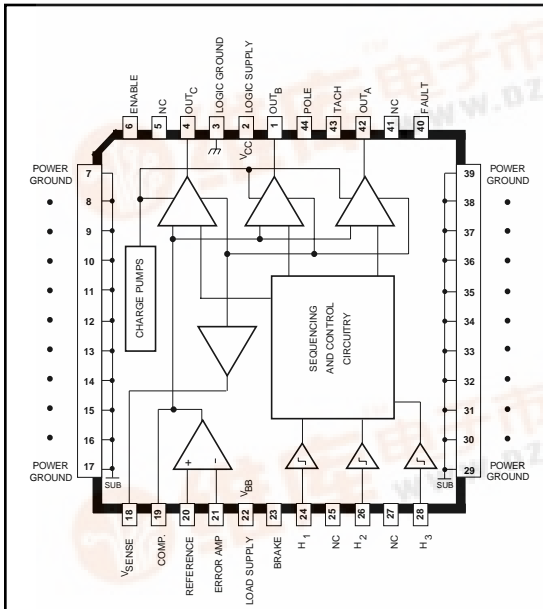 6 ENABLE
5 NC
4 OUTC
3 LOGIC GROUND
2 LOGIC SUPPLY
1 OUTB
44 POLE
43 TACH
42 OUTA
41 NC
40 FAULT
VCC
POWER
GROUND
7
8
9
10
11
12
13
14
15
16
17
POWER
GROUND
SUB
CHARGE PUMPS
SEQUENCING
AND CONTROL
CIRCUITRY
+
-
VBB
POWER
GROUND
39
38
37
36
35
34
33
32
31
30
29
POWER
GROUND
SUB
18 VSENSE
19 COMP.
20 REFERENCE
21 ERROR AMP
22 LOAD SUPPLY
23 BRAKE
24 H1
25 NC
26 H2
27 NC
28 H3